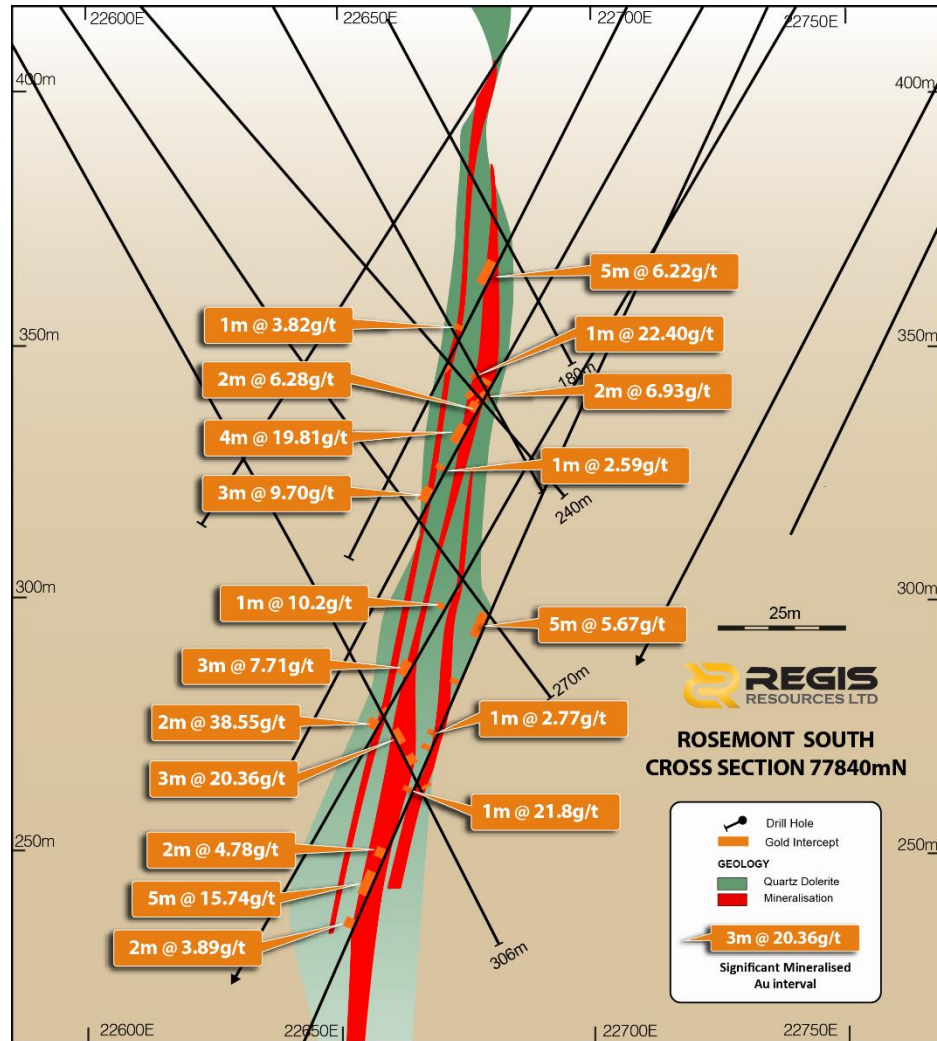 22600E
22650E
22700E
22750E
400m
400m
5m @ 6.22g/t
1m @ 3.82g/t
1m @ 22.40g/t
350m
350m
180m
2m @ 6.28g/t
2m @ 6.93g/t
4m @ 19.81g/t
1m @ 2.59g/t
3m @ 9.70g/t
240m
300m
300m
1m @ 10.2g/t
5m @ 5.67g/t
25m
3m @ 7.71g/t
270m
REGIS
RESOURCES LTD
2m @ 38.55g/t
1m @ 2.77g/t
ROSEMONT SOUTH
CROSS SECTION 77840mN
3m @ 20.36g/t
1m @ 21.8g/t
Drill Hole
Gold Intercept
GEOLOGY
Quartz Dolerite
Mineralisation
3m @ 20.36g/t
Significant Mineralised
Au interval
250m
250m
2m @ 4.78g/t
5m @ 15.74g/t
2m @ 3.89g/t
306m
22600E
22650E
22700E
22750E